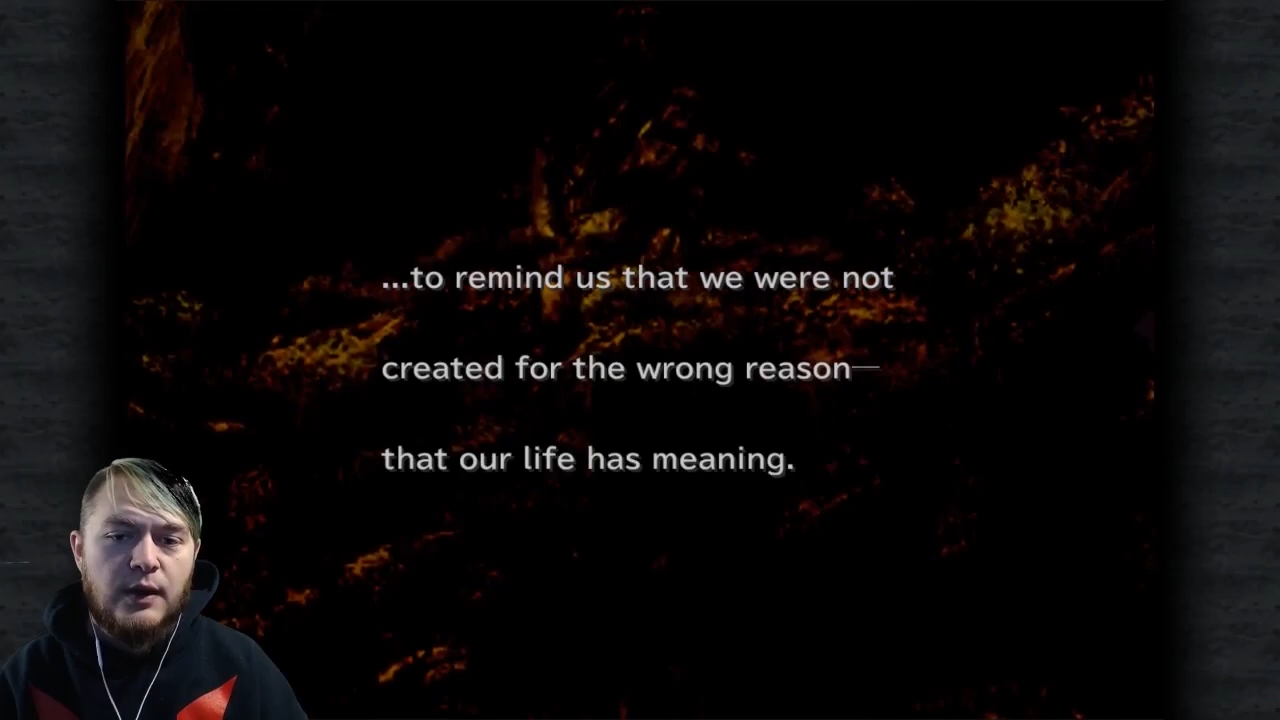 ...to remind us that we were not
created for the wrong reason—
that our life has meaning.